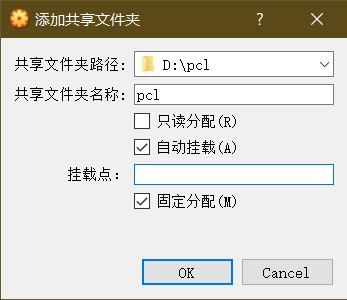 添加共享文件夹 ?
共享文件夹路径: D:\pcl
共享文件夹名称: pcl
只读分配(R)
自动挂载(A)
挂载点:
固定分配(M)
OK Cancel